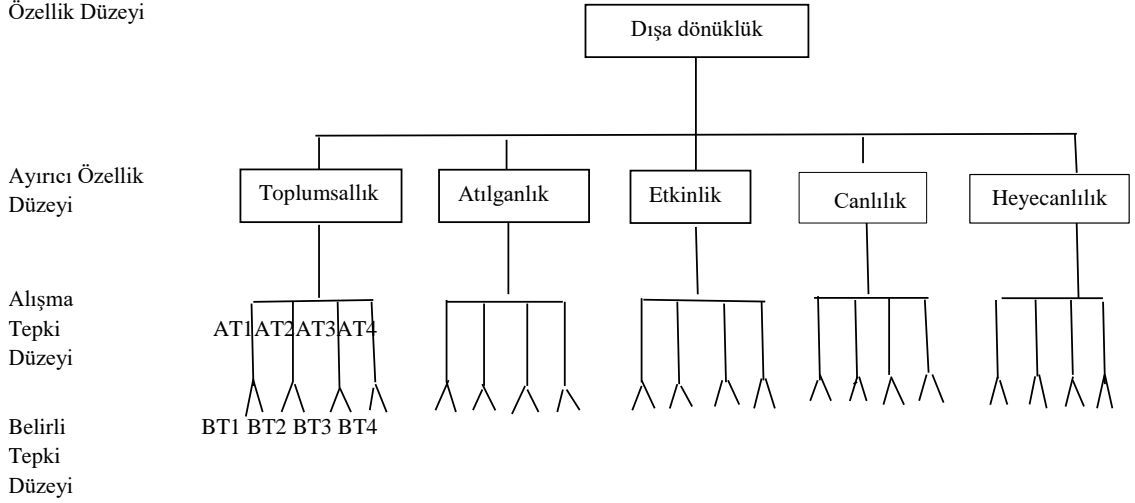 Özellik Düzeyi
Dışa dönüklük
Ayırıcı Özellik
Düzeyi
Toplumsallık
Atılganlık
Etkinlik
Canlılık
Heyecanlılık
Alışma
Tepki
Düzeyi
AT1AT2AT3AT4
Belirli
Tepki
Düzeyi
BT1 BT2 BT3 BT4